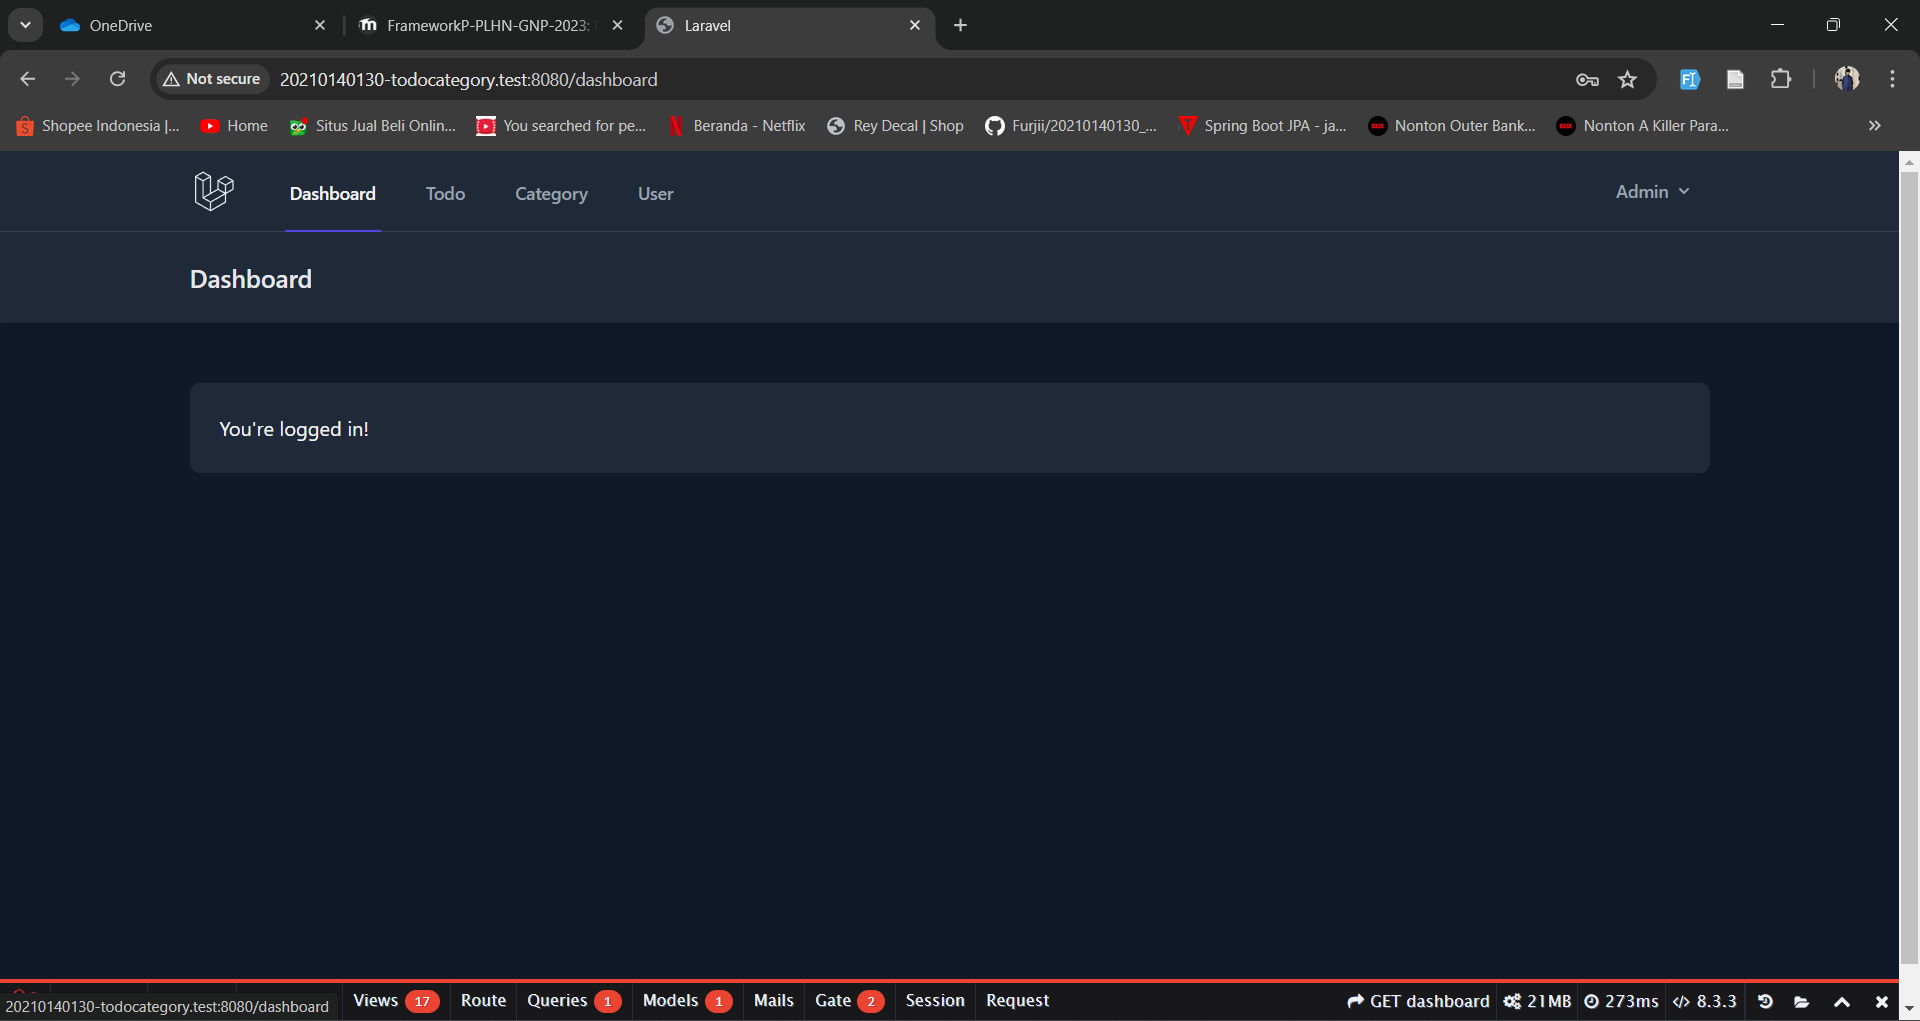 OneDrive
FrameworkP-PLHN-GNP-2023:
Laravel
Not secure
20210140130-todocategory.test:8080/dashboard
Shopee Indonesia |...
Home
Situs Jual Beli Onlin...
You searched for pe...
Beranda - Netflix
Rey Decal | Shop
Furjii/20210140130_...
Spring Boot JPA - ja...
Nonton Outer Bank...
Nonton A Killer Para...
Dashboard
Todo
Category
User
Admin
Dashboard
You're logged in!
20210140130-todocategory.test:8080/dashboard
Views 17
Route
Queries 1
Models 1
Mails
Gate 2
Session
Request
GET dashboard
21MB
273ms
8.3.3